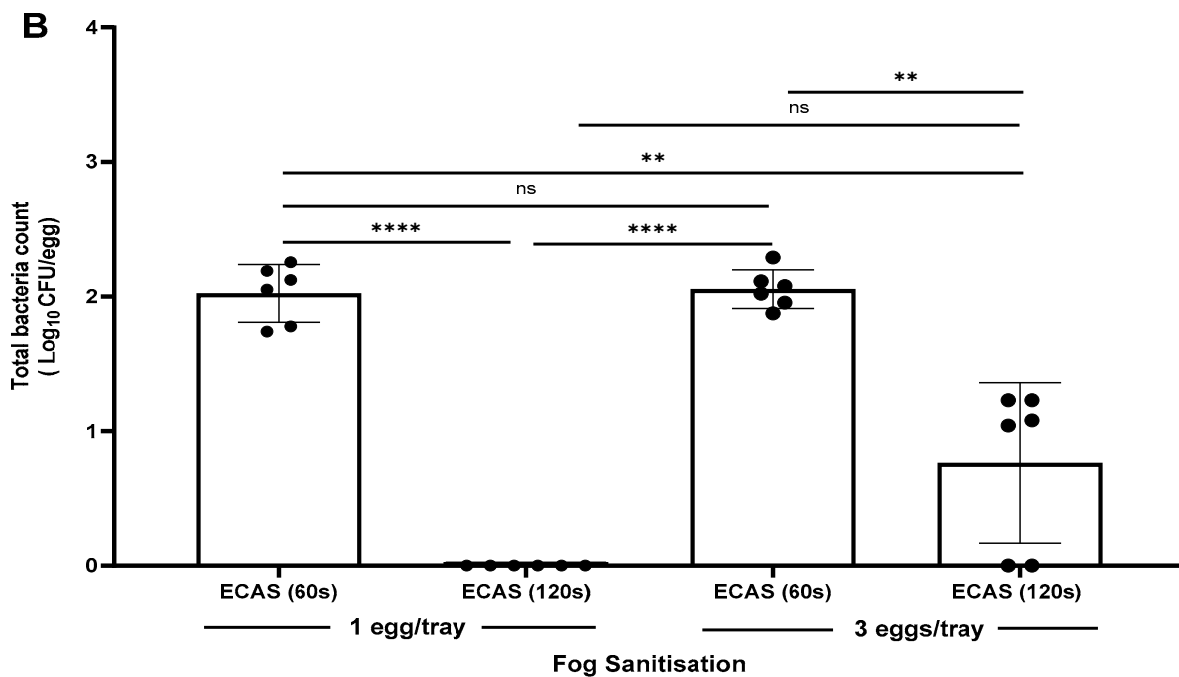 B
4
**
ns
3
**
ns
****
****
2
1
0
Total bacteria count
( Log10 CFU/egg)
ECAS (60s) ECAS (120s) ECAS (60s) ECAS (120s)
1 egg/tray 3 eggs/tray
Fog Sanitisation